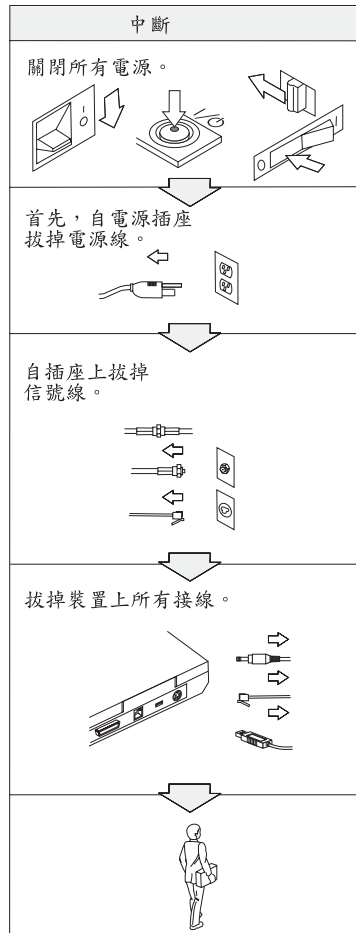 中斷
關閉所有電源。
首先，自電源插座
拔掉電源線。
自插座上拔掉
信號線。
拔掉裝置上所有接線。